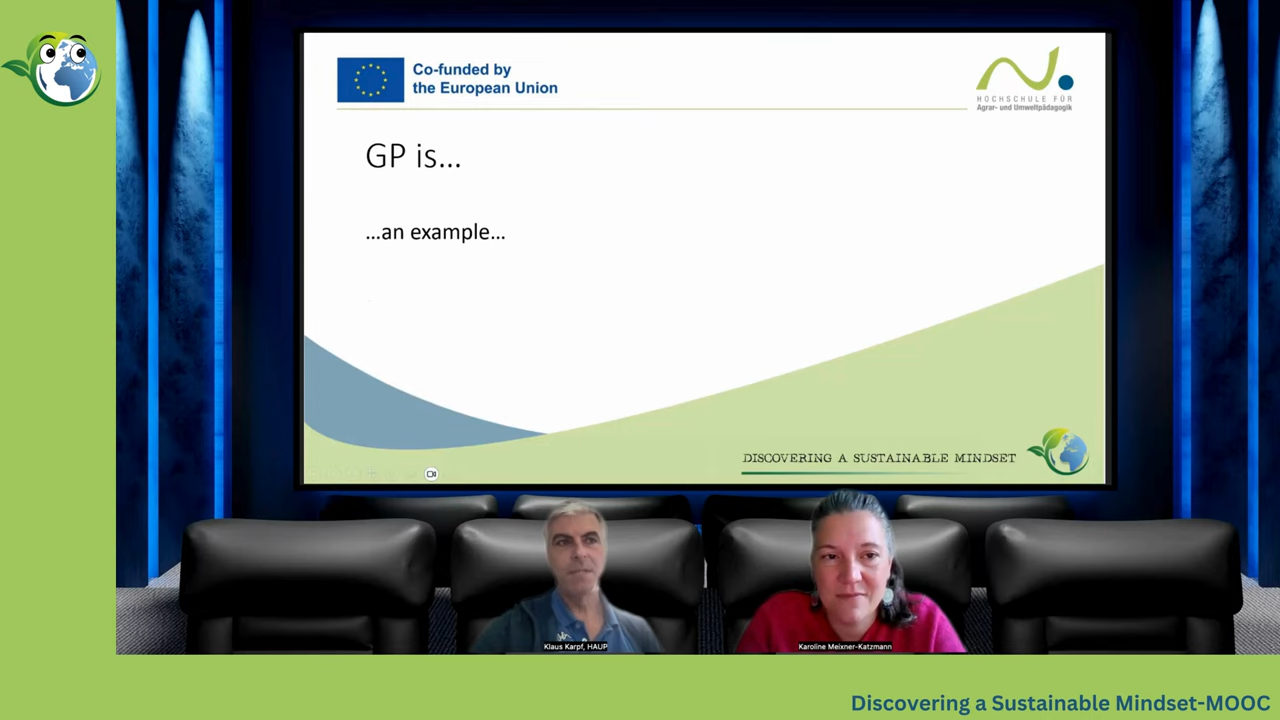 Co-funded by
the European Union
HOCHSCHULE FÜR
Agrar- und Umweltpädagogik
GP is...
...an example...
DISCOVERING A SUSTAINABLE MINDSET
Klaus Karpf, HAUP
Karoline Meixner-Katzmann
Discovering a Sustainable Mindset-MOOC